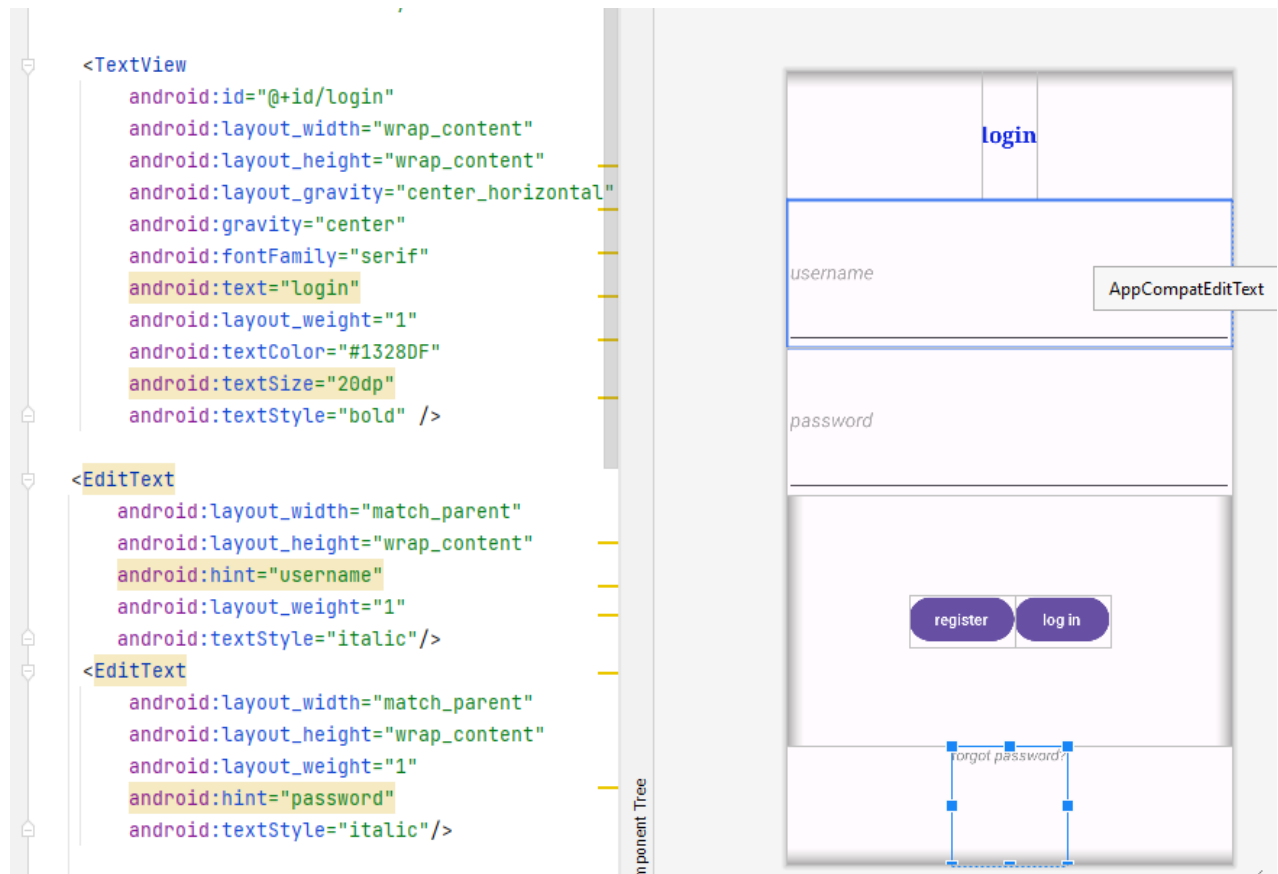 <TextView
android:id="@+id/login"
android:layout_width="wrap_content"
android:layout_height="wrap_content"
android:layout_gravity="center_horizontal"
android:gravity="center"
android:fontFamily="serif"
android:text="login"
android:layout_weight="1"
android:textColor="#1328DF"
android:textSize="20dp"
android:textStyle="bold" />
<EditText
android:layout_width="match_parent"
android:layout_height="wrap_content"
android:hint="username"
android:layout_weight="1"
android:textStyle="italic"/>
<EditText
android:layout_width="match_parent"
android:layout_height="wrap_content"
android:layout_weight="1"
android:hint="password"
android:textStyle="italic"/>
login
username
AppCompatEditText
password
register
log in
forgot password?
mponent Tree